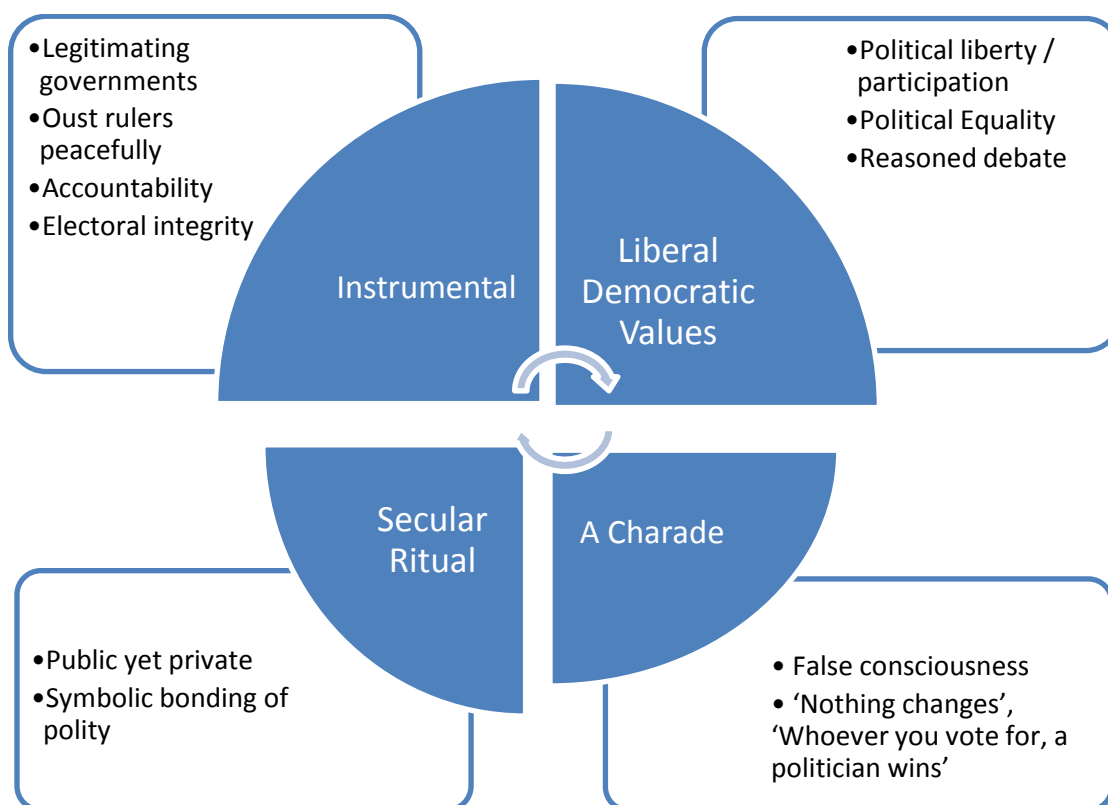 •Legitimating
governments
•Oust rulers
peacefully
•Accountability
•Electoral integrity
•Political liberty /
participation
•Political Equality
•Reasoned debate
Instrumental
Liberal
Democratic
Values
Secular
Ritual
A Charade
•Public yet private
•Symbolic bonding of
polity
• False consciousness
• ‘Nothing changes’,
‘Whoever you vote for, a
politician wins’